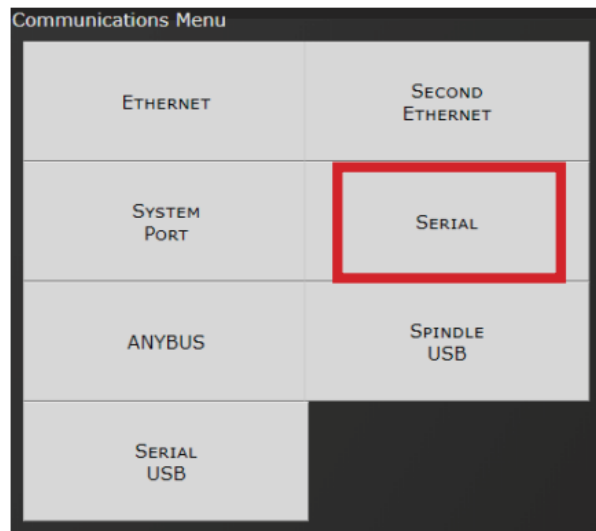 Communications Menu
Ethernet
Second
Ethernet
System
Port
Serial
ANYBUS
Spindle
USB
Serial
USB